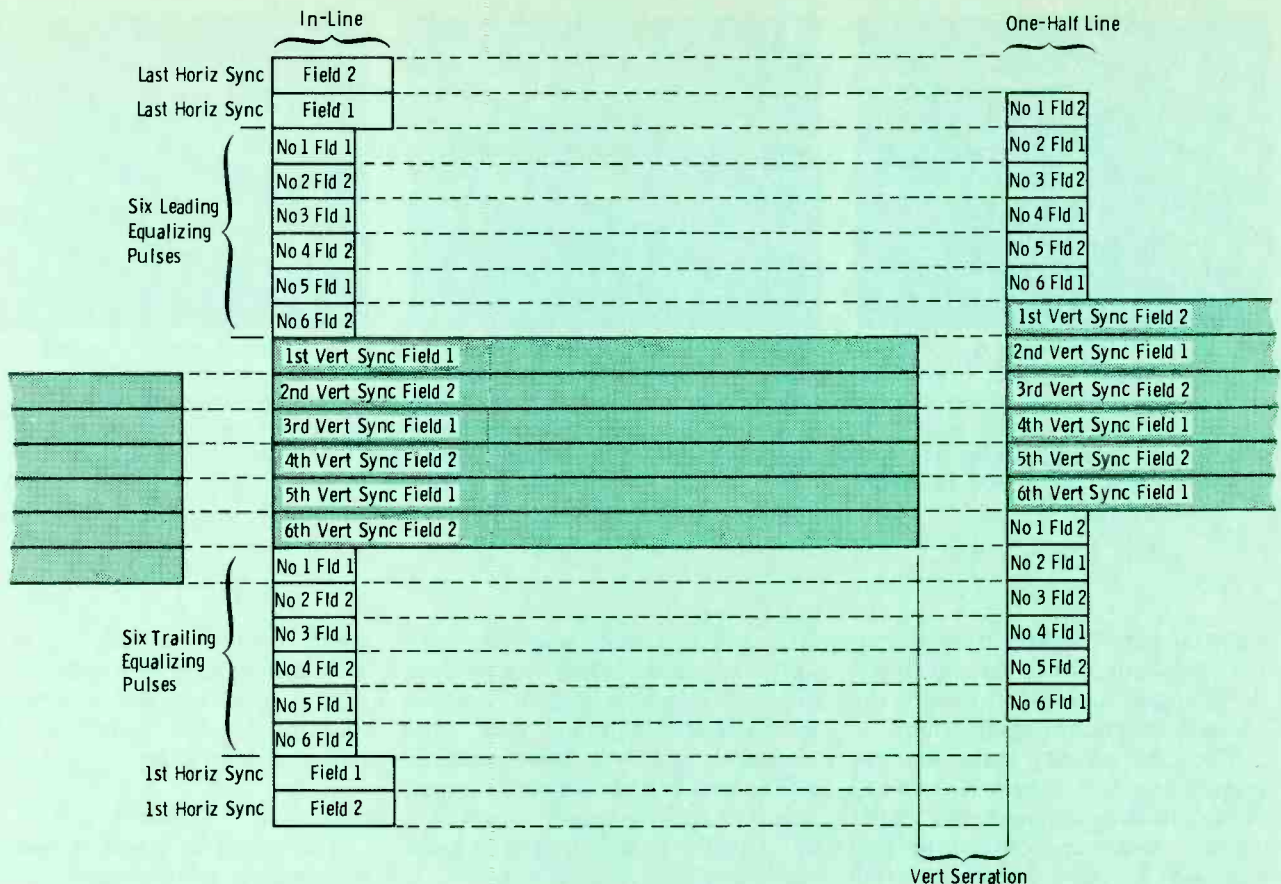 In-Line
One-Half Line
Last Horiz Sync
Field 2
Last Horiz Sync
Field 1
No 1 Fld 2
No 1 Fld 1
No 2 Fld 1
No 2 Fld 2
No 3 Fld 2
Six Leading
Equalizing
Pulses
No 3 Fld 1
No 4 Fld 1
No 4 Fld 2
No 5 Fld 2
No 5 Fld 1
No 6 Fld 1
No 6 Fld 2
1st Vert Sync Field 2
1st Vert Sync Field 1
2nd Vert Sync Field 1
2nd Vert Sync Field 2
3rd Vert Sync Field 2
3rd Vert Sync Field 1
4th Vert Sync Field 1
4th Vert Sync Field 2
5th Vert Sync Field 2
5th Vert Sync Field 1
6th Vert Sync Field 1
6th Vert Sync Field 2
No 1 Fld 2
No 1 Fld 1
No 2 Fld 1
No 2 Fld 2
No 3 Fld 2
Six Trailing
Equalizing
Pulses
No 3 Fld 1
No 4 Fld 1
No 4 Fld 2
No 5 Fld 2
No 5 Fld 1
No 6 Fld 1
No 6 Fld 2
1st Horiz Sync
Field 1
1st Horiz Sync
Field 2
Vert Serration